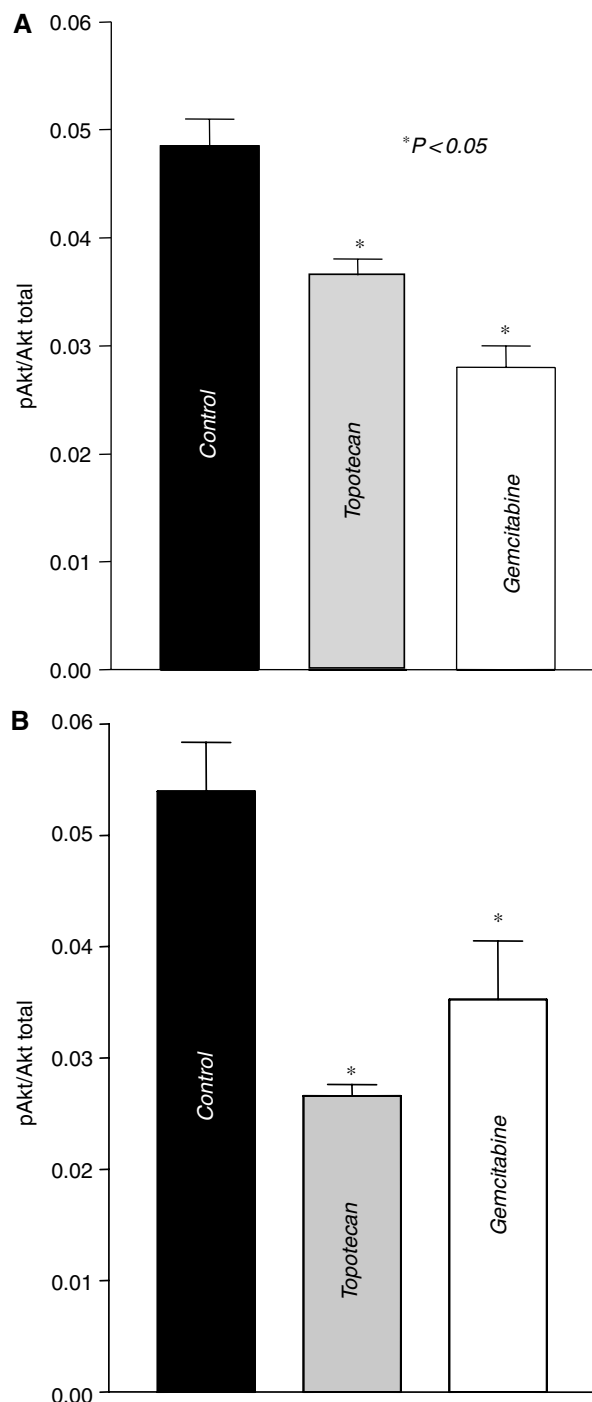 A
pAkt/Akt total
0.06
0.05
0.04
0.03
0.02
0.01
0.00
*P<0.05
*
*
Control
Topotecan
Gemcitabine
B
pAkt/Akt total
0.06
0.05
0.04
0.03
0.02
0.01
0.00
*
*
Control
Topotecan
Gemcitabine